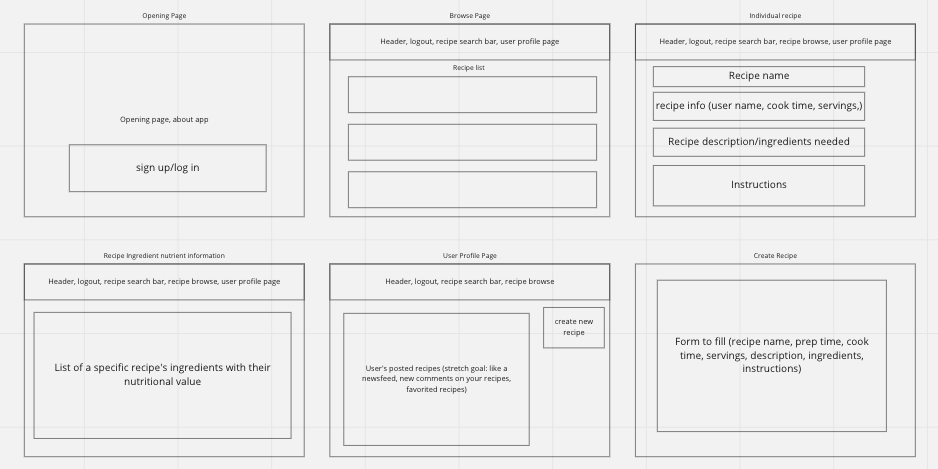 Opening Page
Opening page, about app
sign up/log in
Browse Page
Header, logout, recipe search bar, user profile page
Recipe list
Individual recipe
Header, logout, recipe search bar, recipe browse, user profile page
Recipe name
recipe info (user name, cook time, servings,)
Recipe description/ingredients needed
Instructions
Recipe Ingredient nutrient information
Header, logout, recipe search bar, recipe browse, user profile page
List of a specific recipe's ingredients with their
nutritional value
User Profile Page
Header, logout, recipe search bar, recipe browse
create new
recipe
User's posted recipes (stretch goal: like a
newsfeed, new comments on your recipes,
favorited recipes)
Create Recipe
Form to fill (recipe name, prep time, cook
time, servings, description, ingredients,
instructions)